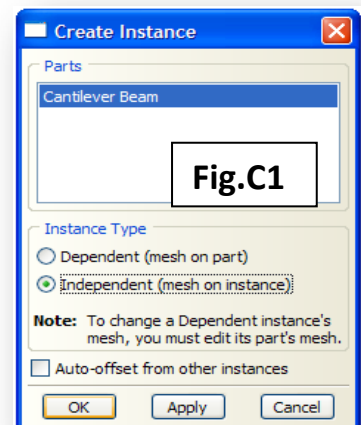 Create Instance
Parts
Cantilever Beam
Fig.C1
Instance Type
Dependent (mesh on part)
Independent (mesh on instance)
Note: To change a Dependent instance's
mesh, you must edit its part's mesh.
Auto-offset from other instances
OK Apply Cancel